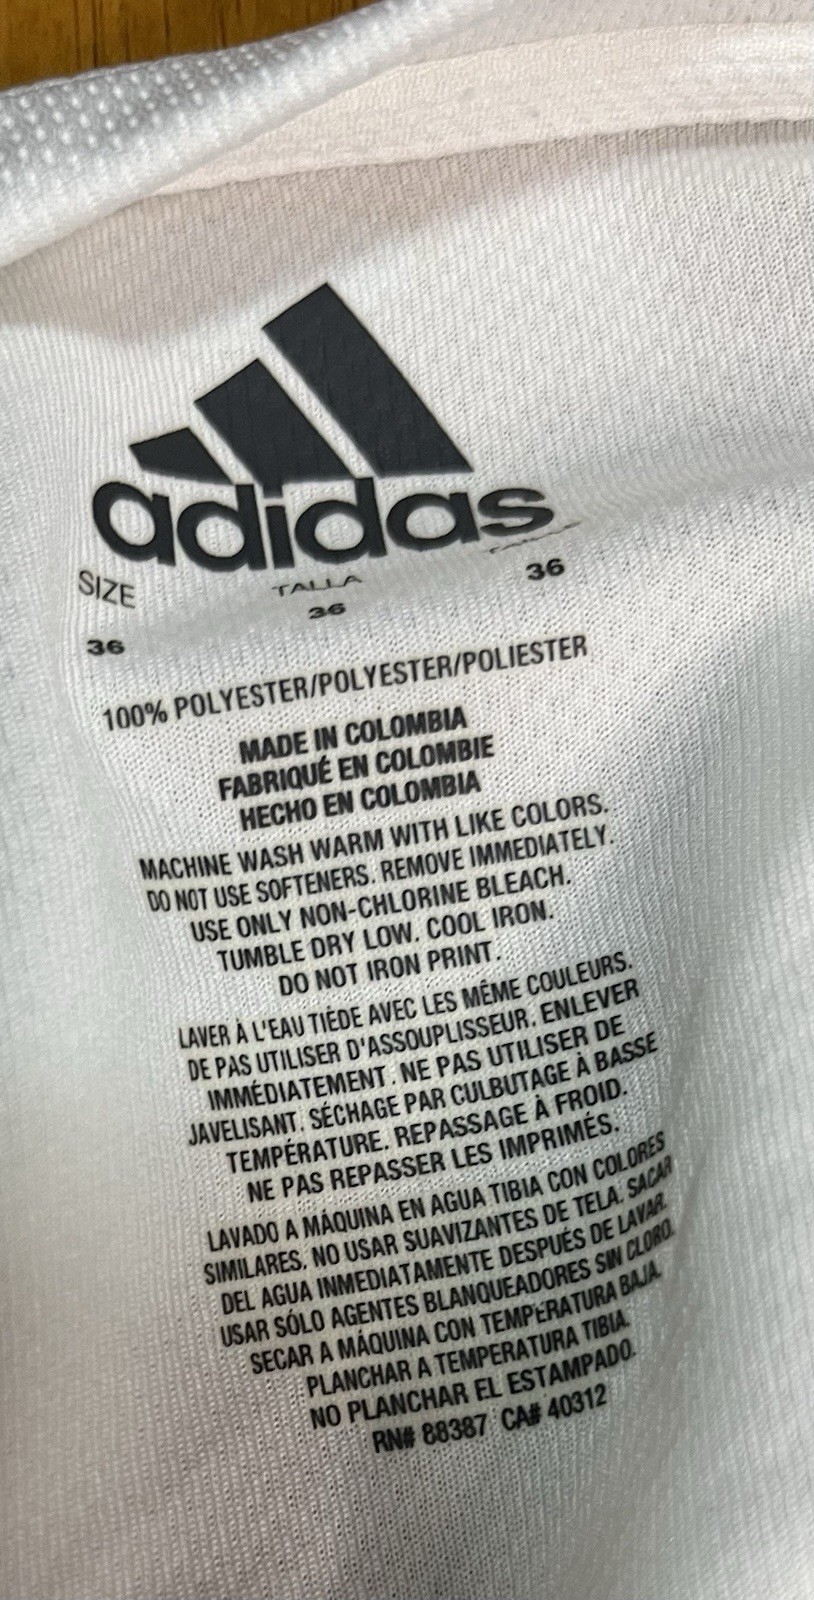 adidas
SIZE TALLA TAILLE
36 36 36
100% POLYESTER/POLYESTER/POLIESTER
MADE IN COLOMBIA
FABRIQUÉ EN COLOMBIE
HECHO EN COLOMBIA
MACHINE WASH WARM WITH LIKE COLORS.
DO NOT USE SOFTENERS. REMOVE IMMEDIATELY.
USE ONLY NON-CHLORINE BLEACH.
TUMBLE DRY LOW. COOL IRON.
DO NOT IRON PRINT.
LAVER À L'EAU TIÈDE AVEC LES MÊME COULEURS.
DE PAS UTILISER D'ASSOUPLISSEUR. ENLEVER
IMMÉDIATEMENT. NE PAS UTILISER DE
JAVELISANT. SÉCHAGE PAR CULBUTAGE À BASSE
TEMPÉRATURE. REPASSAGE À FROID.
NE PAS REPASSER LES IMPRIMÉS.
LAVADO A MÁQUINA EN AGUA TIBIA CON COLORES
SIMILARES. NO USAR SUAVIZANTES DE TELA. SACAR
DEL AGUA INMEDIATAMENTE DESPUÉS DE LAVAR.
USAR SÓLO AGENTES BLANQUEADORES SIN CLORO.
SECAR A MÁQUINA CON TEMPERATURA BAJA.
PLANCHAR A TEMPERATURA TIBIA.
NO PLANCHAR EL ESTAMPADO.
RN# 88387 CA# 40312